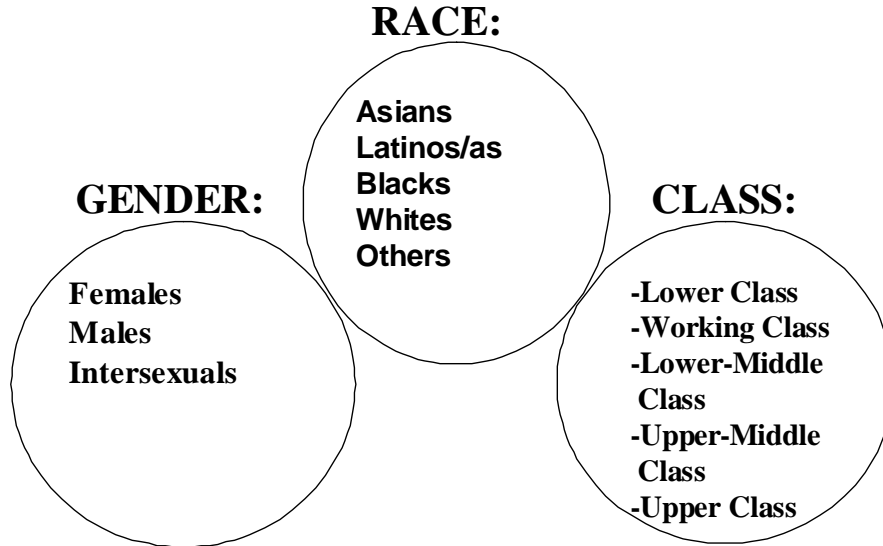 RACE:
Asians
Latinos/as
Blacks
Whites
Others
GENDER:
Females
Males
Intersexuals
CLASS:
-Lower Class
-Working Class
-Lower-Middle
Class
-Upper-Middle
Class
-Upper Class